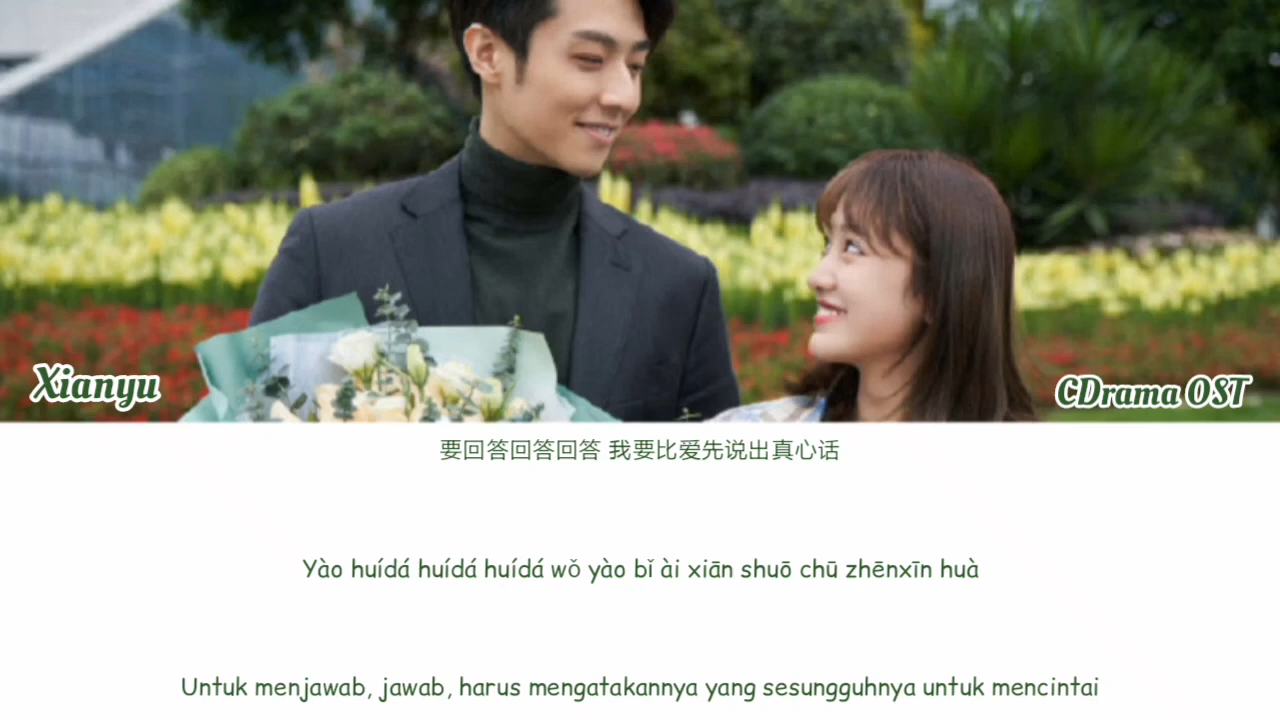 Xianyu
CDrama OST
要回答回答回答 我要比爱先说出真心话
Yào huídá huídá huídá wǒ yào bǐ ài xiān shuō chū zhēnxīn huà
Untuk menjawab, jawab, harus mengatakannya yang sesungguhnya untuk mencintai